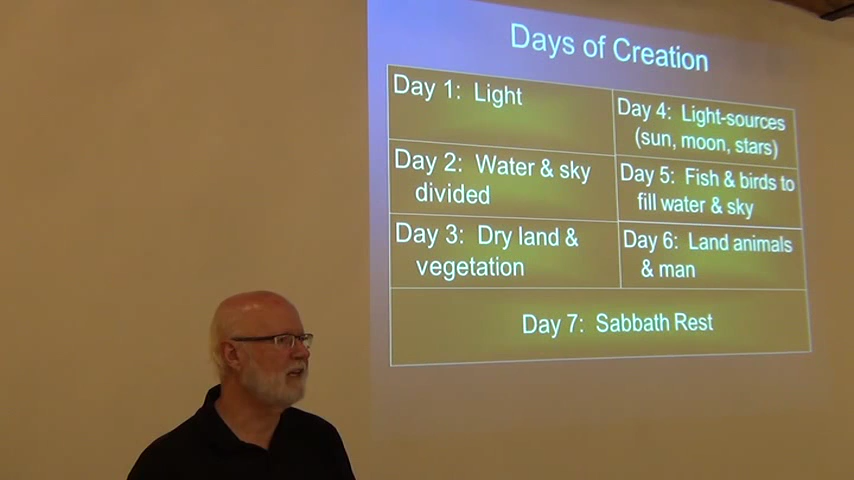 Days of Creation
Day 1: Light
Day 4: Light-sources
(sun, moon, stars)
Day 2: Water & sky
divided
Day 5: Fish & birds to
fill water & sky
Day 3: Dry land &
vegetation
Day 6: Land animals
& man
Day 7: Sabbath Rest